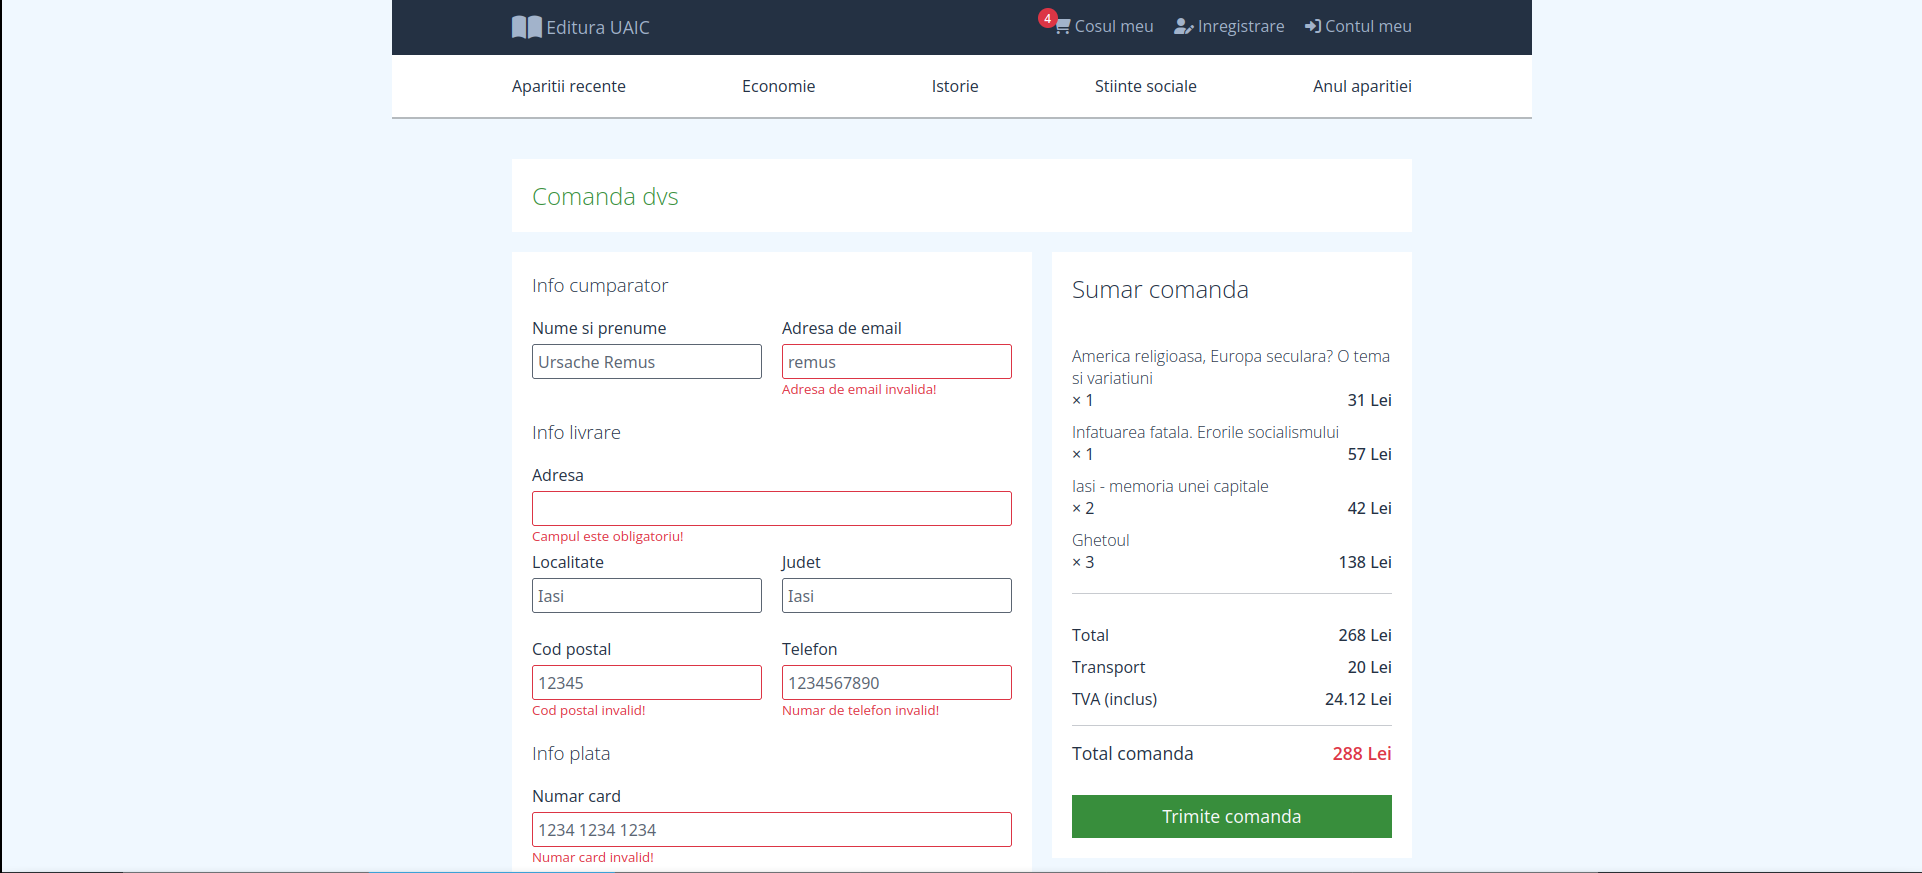 Editura UAIC
4 Cosul meu Inregistrare Contul meu
Aparitii recente Economie Istorie Stiinte sociale Anul aparitiei
Comanda dvs
Info cumparator
Nume si prenume Adresa de email
Ursache Remus remus
Adresa de email invalida!
Info livrare
Adresa
Campul este obligatoriu!
Localitate Judet
Iasi Iasi
Cod postal Telefon
12345 1234567890
Cod postal invalid! Numar de telefon invalid!
Info plata
Numar card
1234 1234 1234
Numar card invalid!
Sumar comanda
America religioasa, Europa seculara? O tema
si variatiuni
× 1 31 Lei
Infatuarea fatala. Erorile socialismului
× 1 57 Lei
Iasi - memoria unei capitale
× 2 42 Lei
Ghetoul
× 3 138 Lei
Total 268 Lei
Transport 20 Lei
TVA (inclus) 24.12 Lei
Total comanda 288 Lei
Trimite comanda